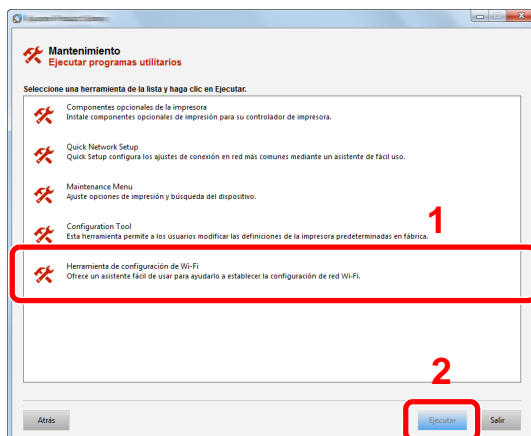 Mantenimiento
Ejecutar programas utilitarios
Seleccione una herramienta de la lista y haga clic en Ejecutar.
Componentes opcionales de la impresora
Instale componentes opcionales de impresión para su controlador de impresora.
Quick Network Setup
Quick Setup configura los ajustes de conexión en red más comunes mediante un asistente de fácil uso.
Maintenance Menu
Ajuste opciones de impresión y búsqueda del dispositivo.
1
Configuration Tool
Esta herramienta permite a los usuarios modificar las definiciones de la impresora predeterminadas en fábrica.
Herramienta de configuración de Wi-Fi
Ofrece un asistente fácil de usar para ayudarlo a establecer la configuración de red Wi-Fi.
2
Atrás
Ejecutar
Salir